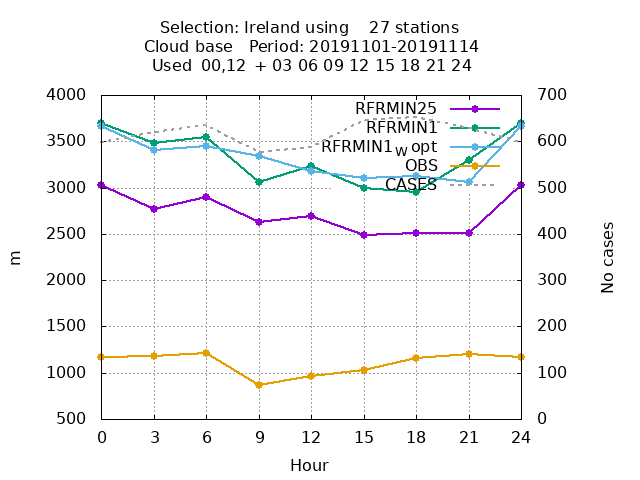 Selection: Ireland using    27 stations
Cloud base   Period: 20191101-20191114
Used  00,12  + 03 06 09 12 15 18 21 24
4000
3500
3000
2500
2000
1500
1000
500
m
700
600
500
400
300
200
100
0
No cases
RFRMIN25
RFRMIN1
RFRMIN1w opt
OBS
CASES
0 3 6 9 12 15 18 21 24
Hour